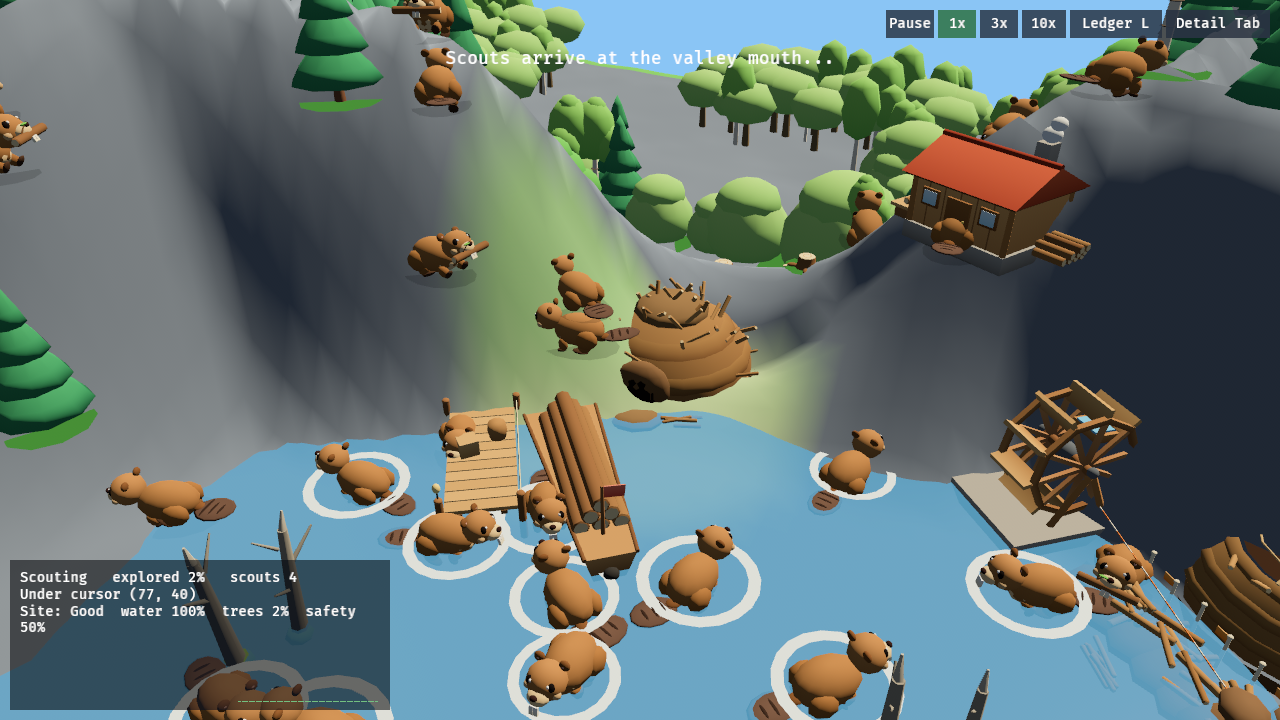 Pause 1x 3x 10x Ledger L Detail Tab
Scouts arrive at the valley mouth...
Scouting explored 2% scouts 4
Under cursor (77, 40)
Site: Good water 100% trees 2% safety
50%